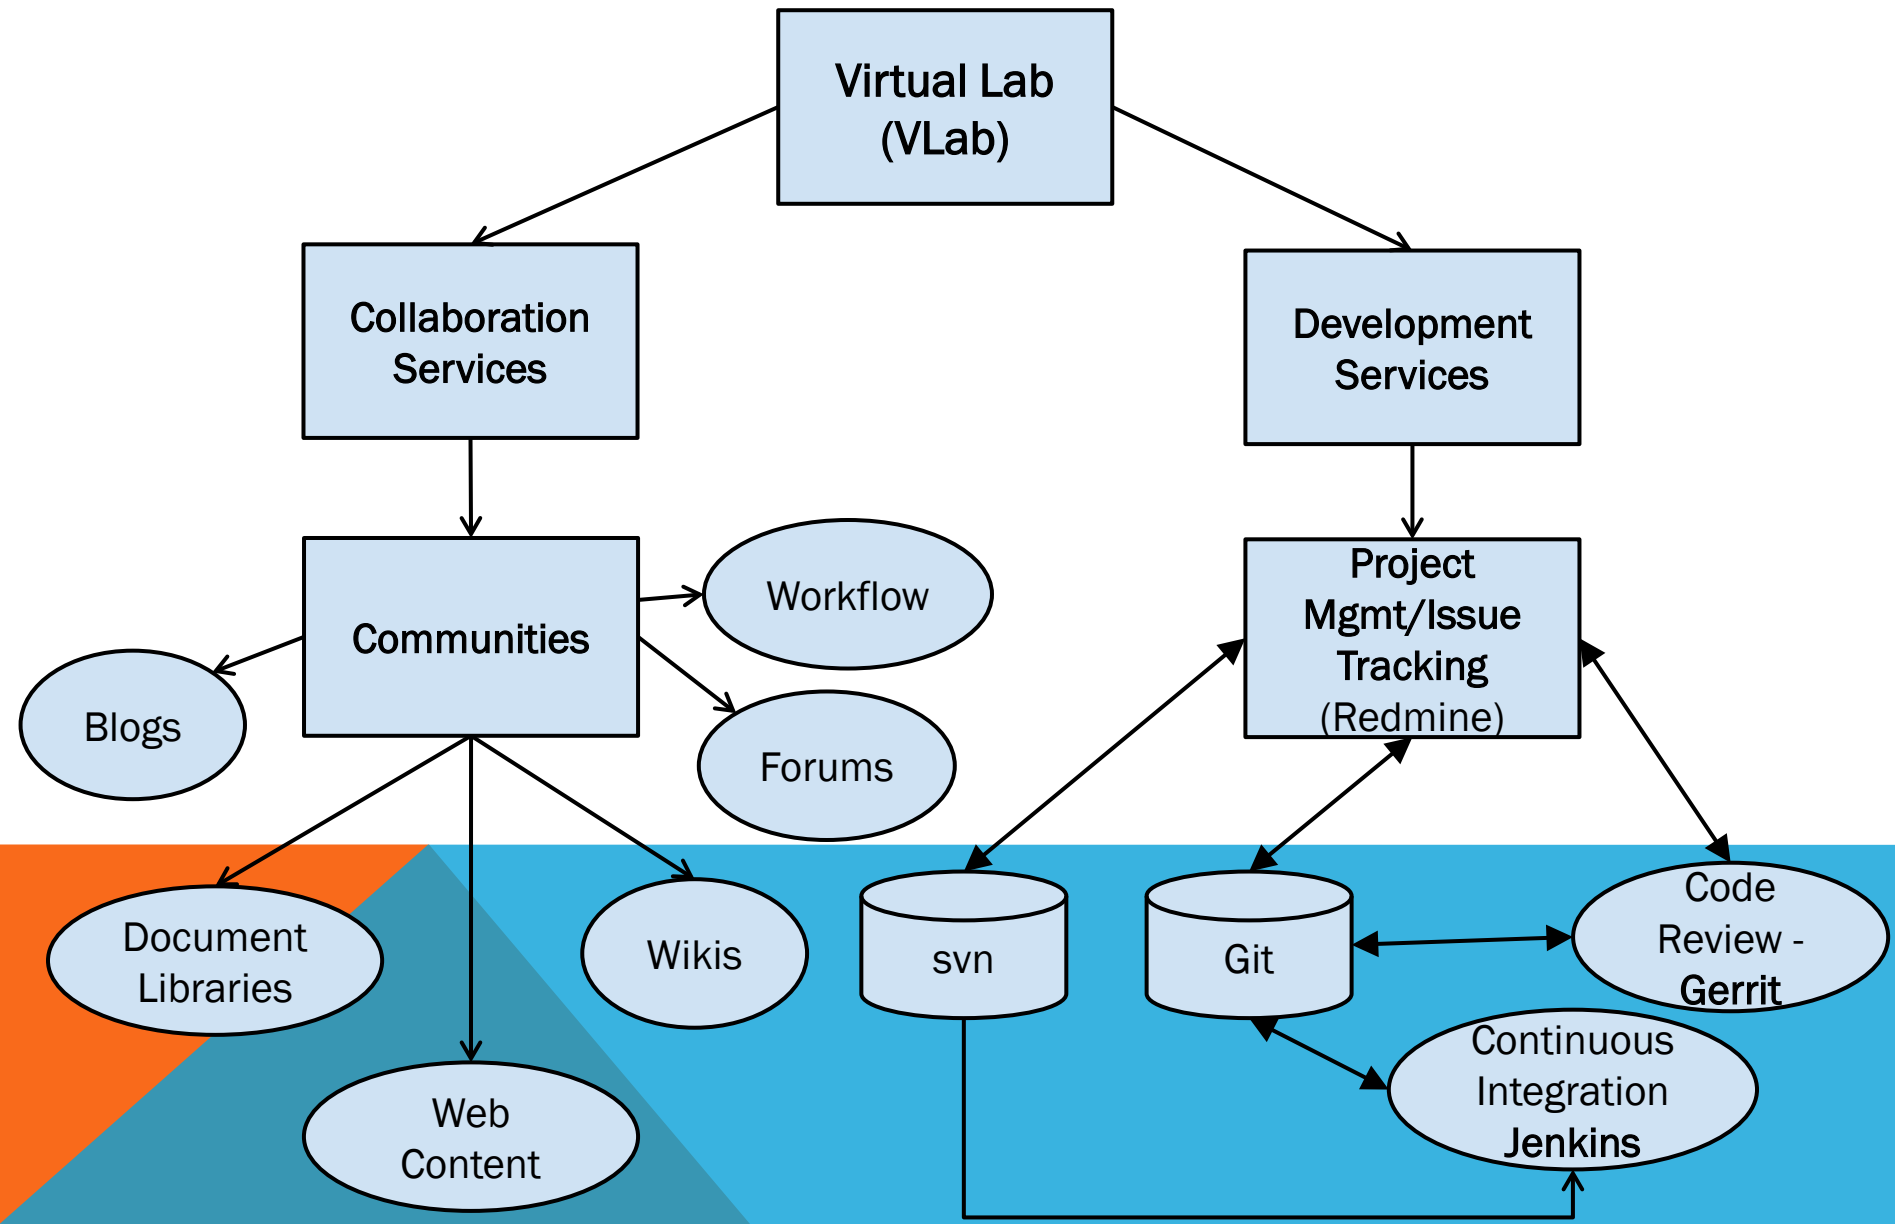 Virtual Lab
(VLab)
Collaboration
Services
Development
Services
Communities
Workflow
Blogs
Forums
Project
Mgmt/Issue
Tracking
(Redmine)
Document
Libraries
Web
Content
Wikis
svn
Git
Code
Review -
Gerrit
Continuous
Integration
Jenkins